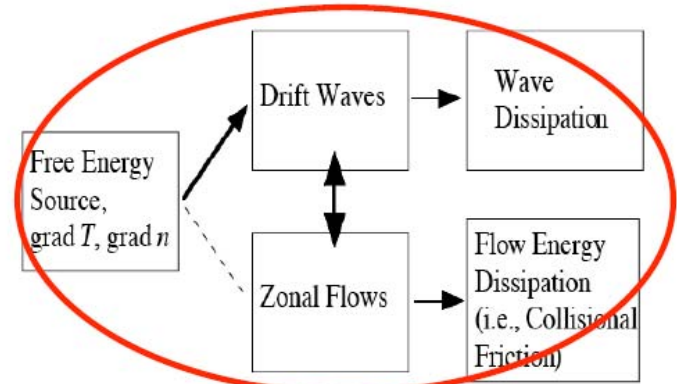 Free Energy
Source,
grad T, grad n
Drift Waves
Wave
Dissipation
Zonal Flows
Flow Energy
Dissipation
(i.e., Collisional
Friction)